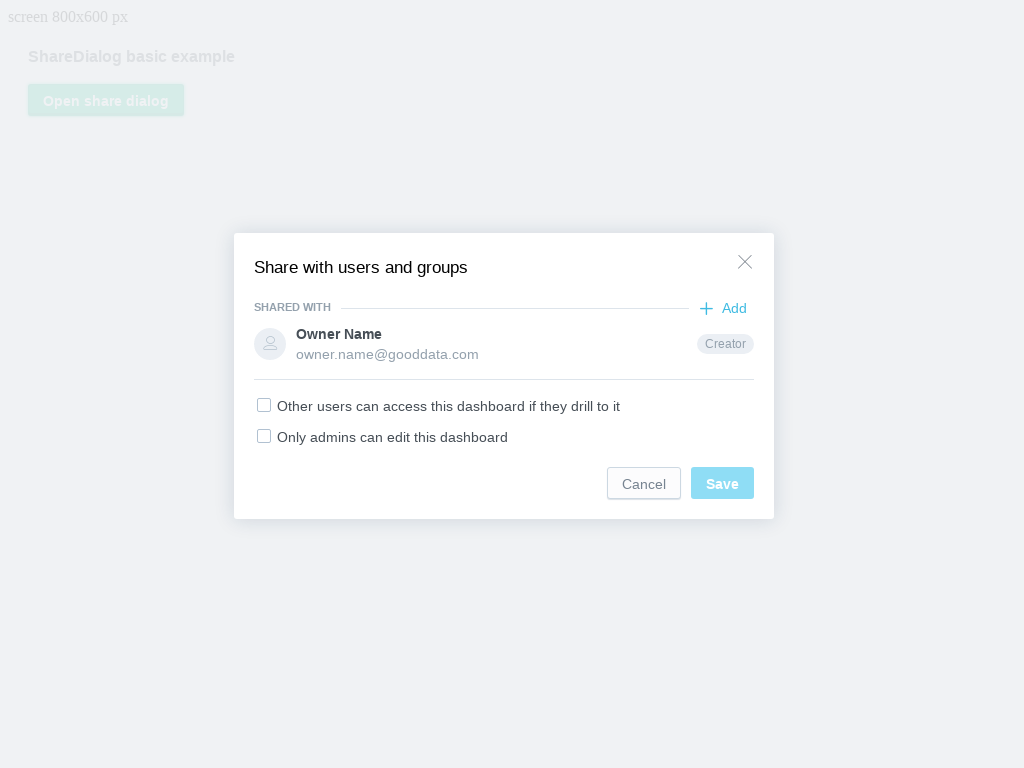 screen 800x600 px
ShareDialog basic example
Open share dialog
Share with users and groups
SHARED WITH
Add
Owner Name
owner.name@gooddata.com
Creator
Other users can access this dashboard if they drill to it
Only admins can edit this dashboard
Cancel
Save